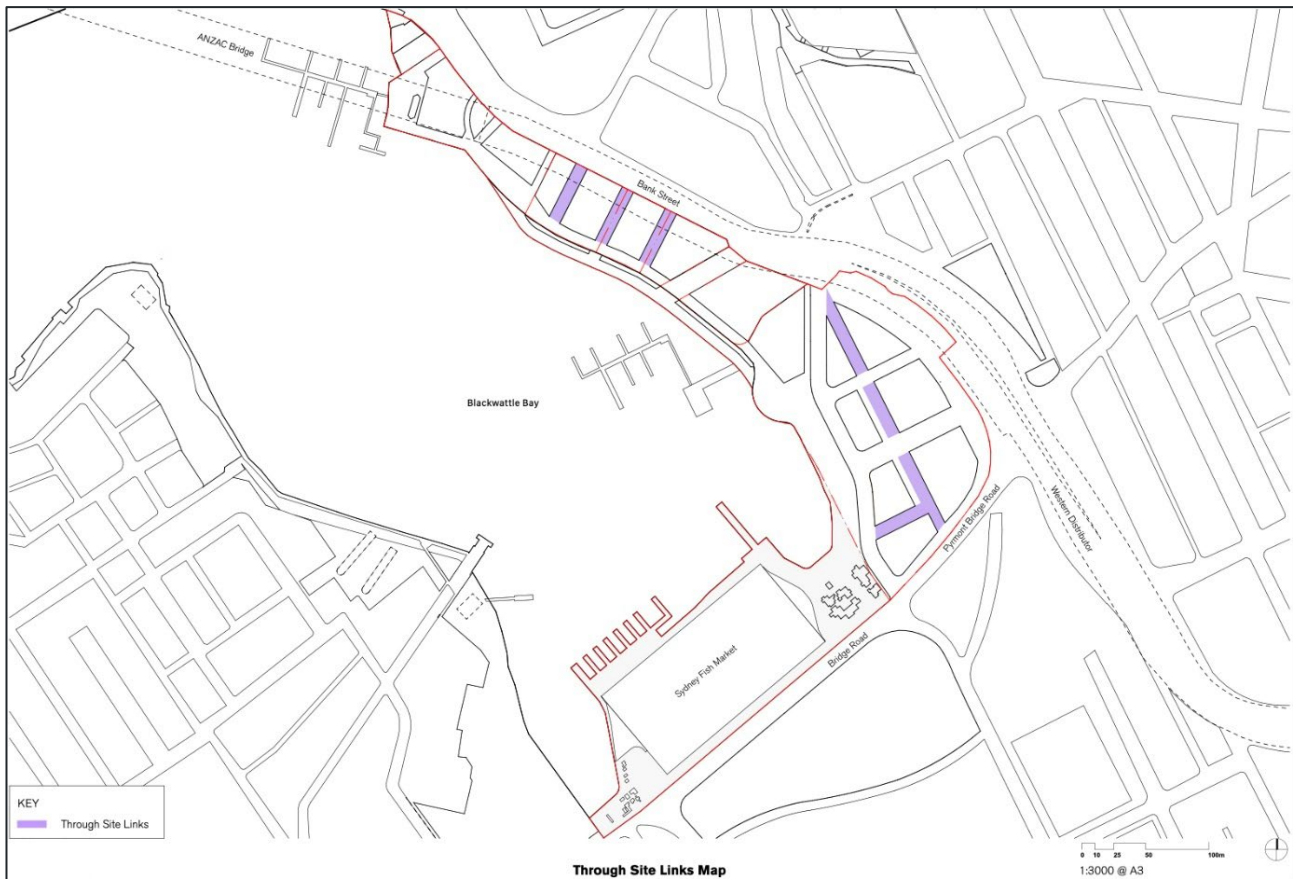 ANZAC Bridge
Bank Street
Blackwattle Bay
Western Distributor
Pyrmont Bridge Road
Sydney Fish Market
Bridge Road
KEY
Through Site Links
Through Site Links Map
0 10 25 50 100m
1:3000 @ A3